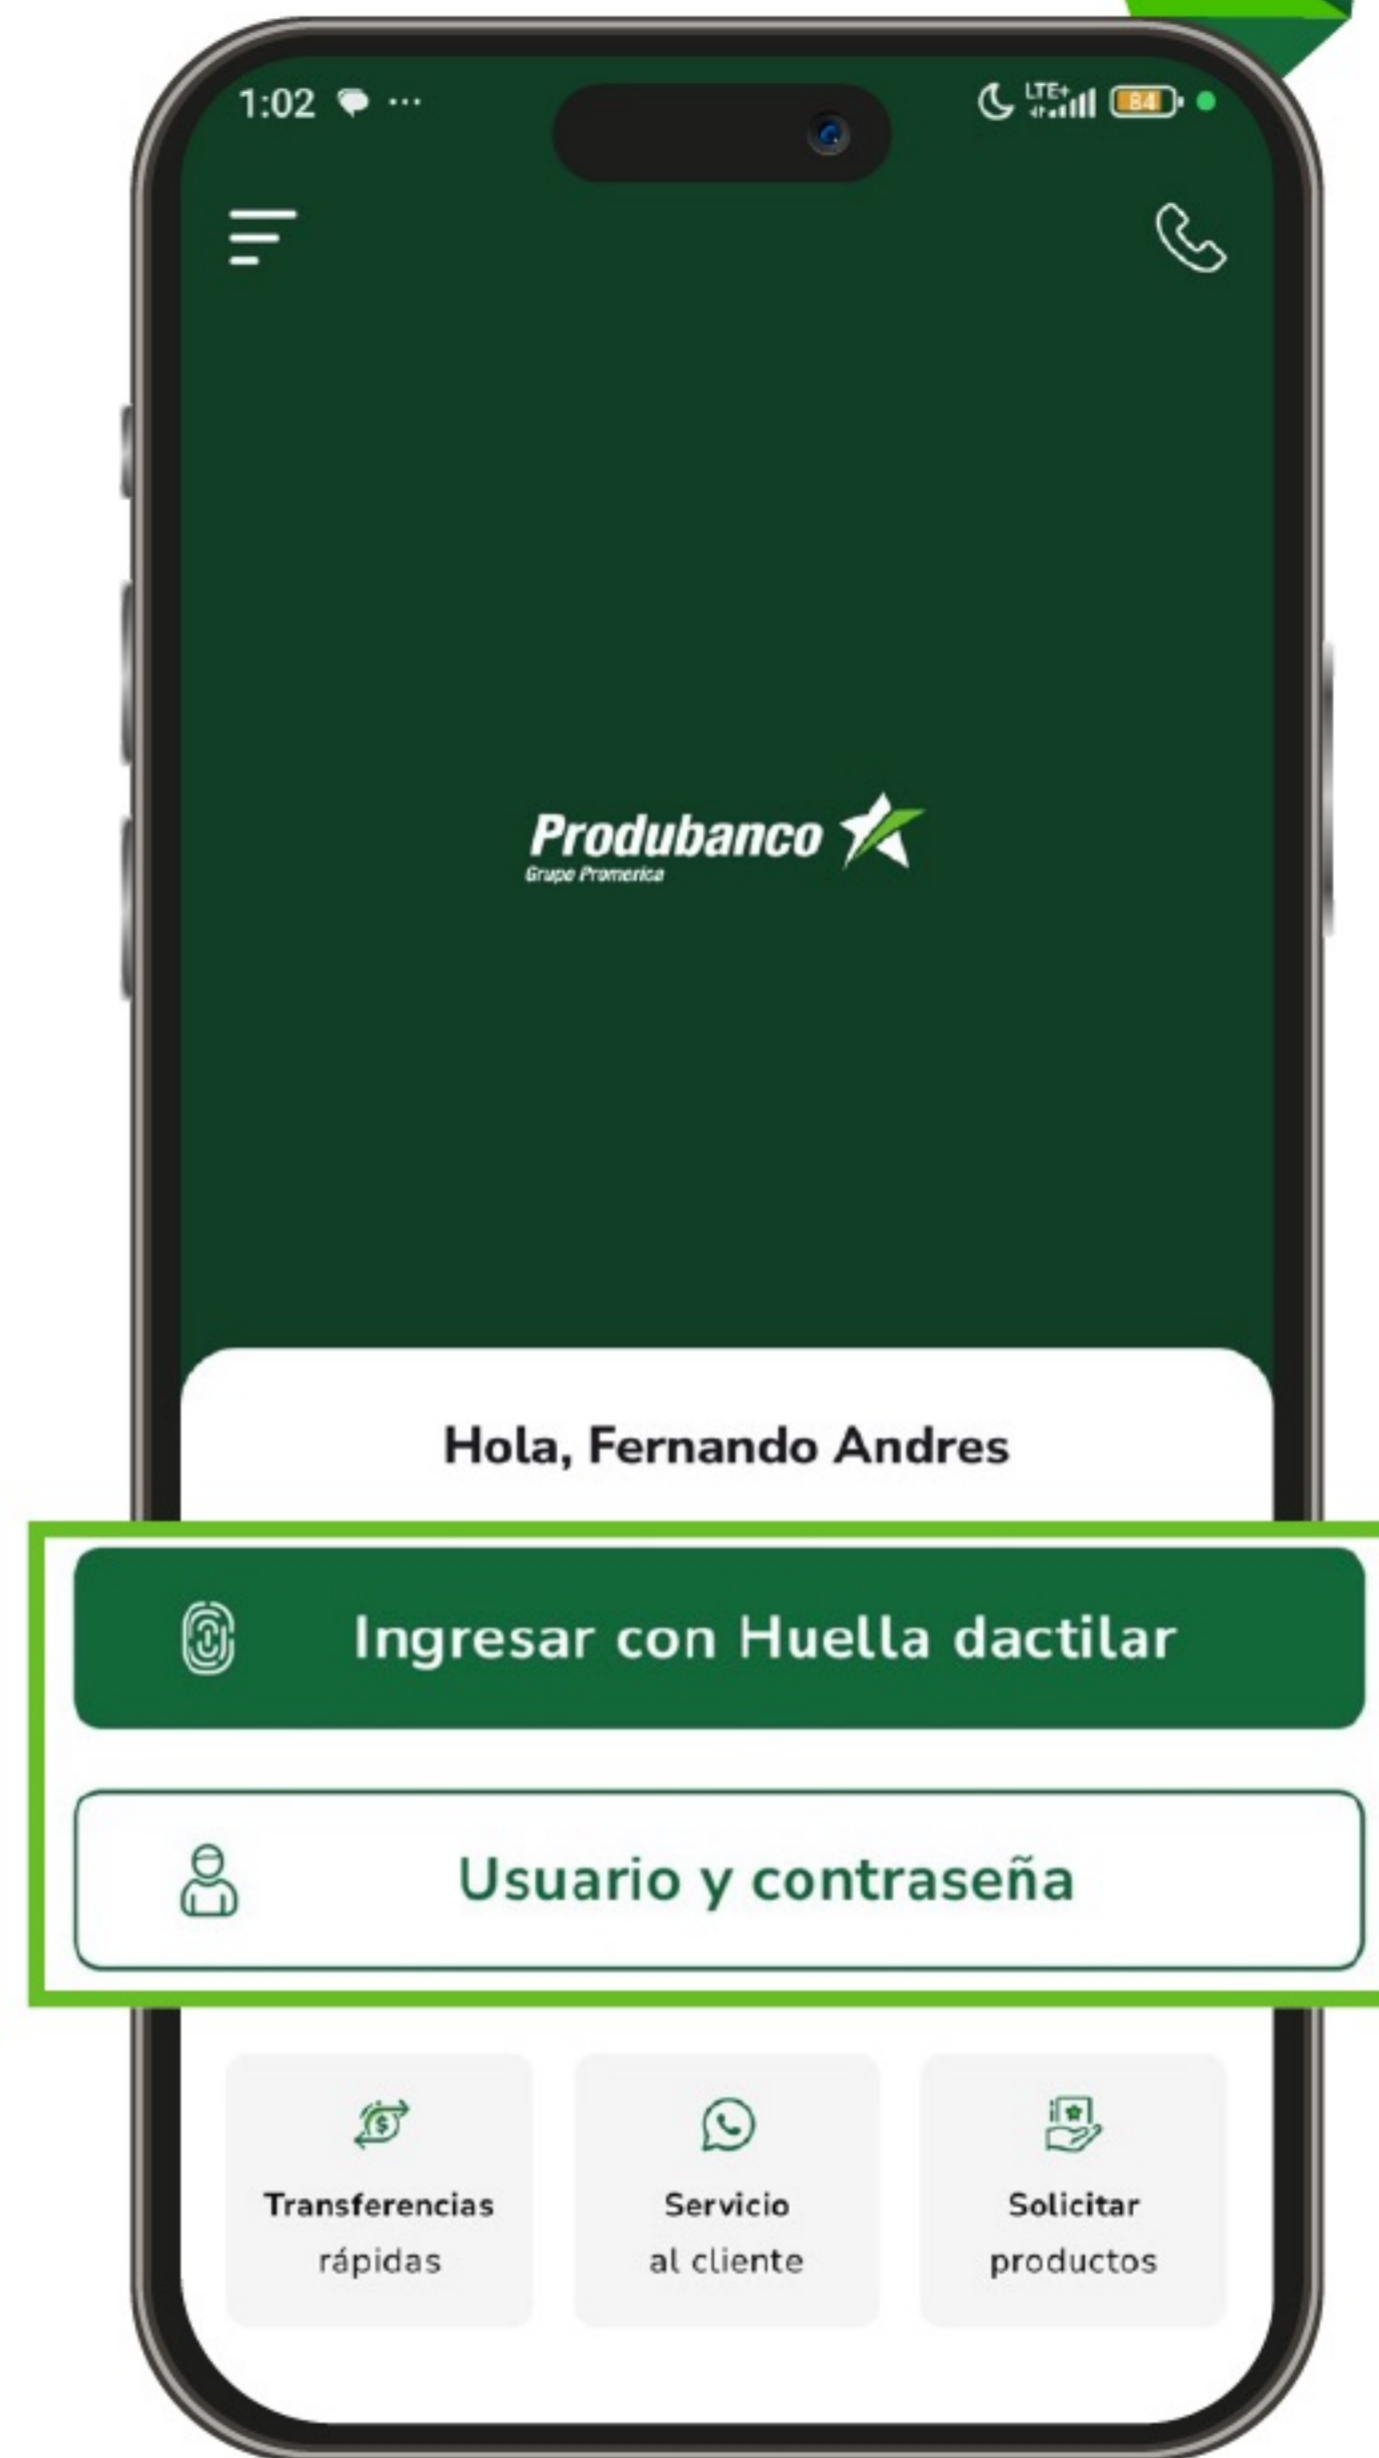 1:02
LTE+
84
Produbanco
Grupo Promerica
Hola, Fernando Andres
Ingresar con Huella dactilar
Usuario y contraseña
Transferencias
rápidas
Servicio
al cliente
Solicitar
productos